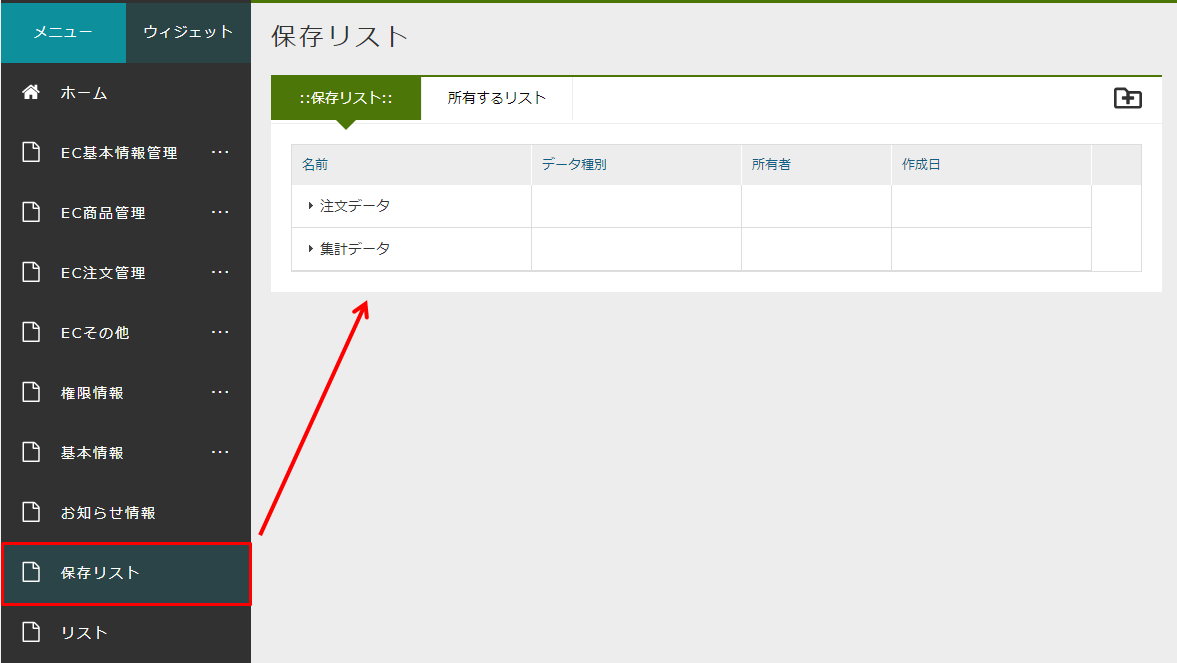 メニュー
ウィジェット
ホーム
EC基本情報管理 ...
EC商品管理 ...
EC注文管理 ...
ECその他 ...
権限情報 ...
基本情報 ...
お知らせ情報
保存リスト
リスト
保存リスト
::保存リスト::
所有するリスト
名前 データ種別 所有者 作成日
注文データ
集計データ